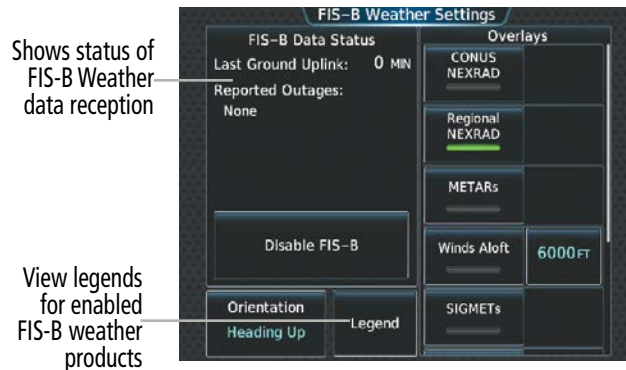 FIS–B Weather Settings
Shows status of
FIS-B Weather
data reception
FIS–B Data Status
Last Ground Uplink: 0 MIN
Reported Outages:
None
Disable FIS–B
View legends
for enabled
FIS-B weather
products
Orientation
Heading Up
Legend
Overlays
CONUS
NEXRAD
Regional
NEXRAD
METARs
Winds Aloft
6000FT
SIGMETs